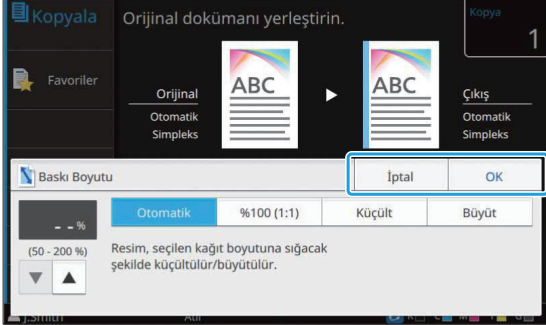 Kopyala
Orijinal dokümanı yerleştirin.
Kopya
1
Favoriler
Orijinal
Otomatik
Simpleks
ABC
ABC
Çıkış
Otomatik
Simpleks
Baskı Boyutu
İptal
OK
- - %
(50 - 200 %)
Otomatik
%100 (1:1)
Küçült
Büyüt
Resim, seçilen kağıt boyutuna sığacak
şekilde küçültülür/büyütülür.
J.Smith